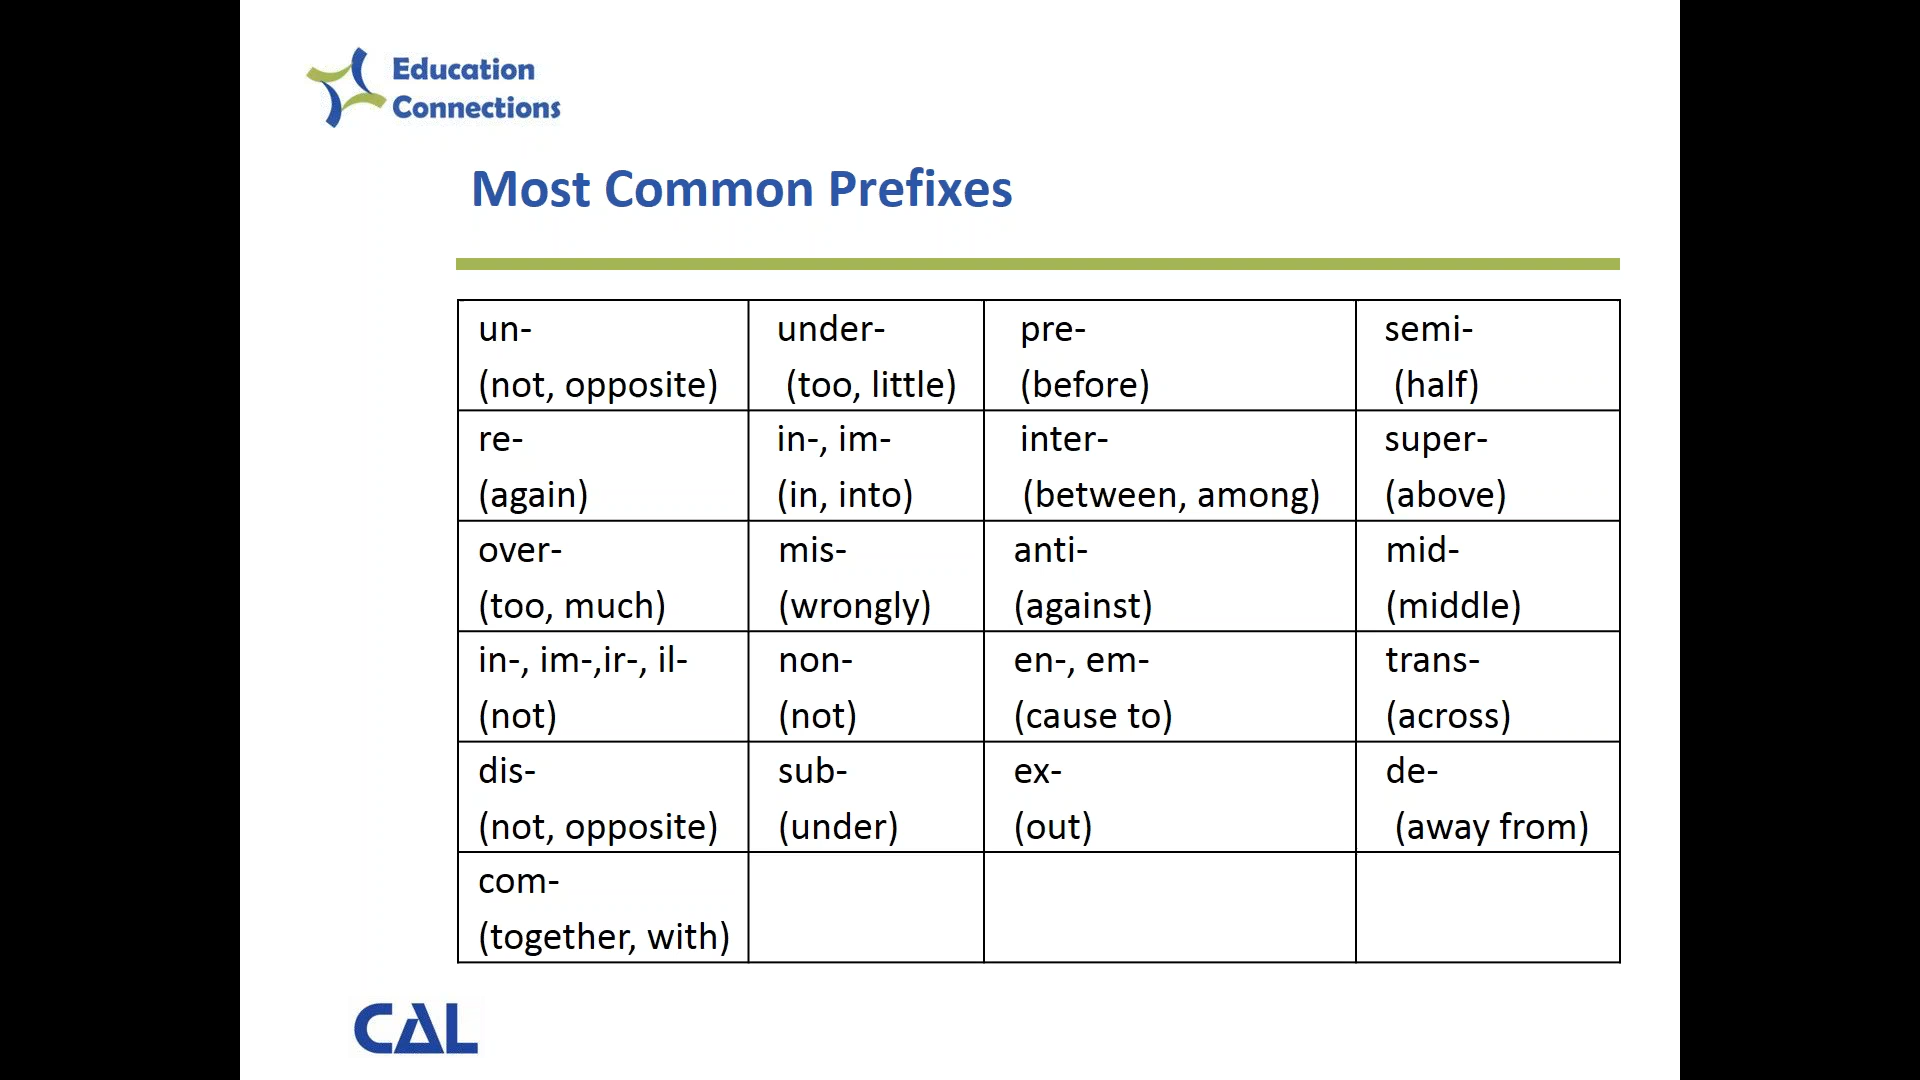 Education
Connections
Most Common Prefixes
un-
(not, opposite)
under-
(too, little)
pre-
(before)
semi-
(half)
re-
(again)
in-, im-
(in, into)
inter-
(between, among)
super-
(above)
over-
(too, much)
mis-
(wrongly)
anti-
(against)
mid-
(middle)
in-, im-,ir-, il-
(not)
non-
(not)
en-, em-
(cause to)
trans-
(across)
dis-
(not, opposite)
sub-
(under)
ex-
(out)
de-
(away from)
com-
(together, with)
CAL